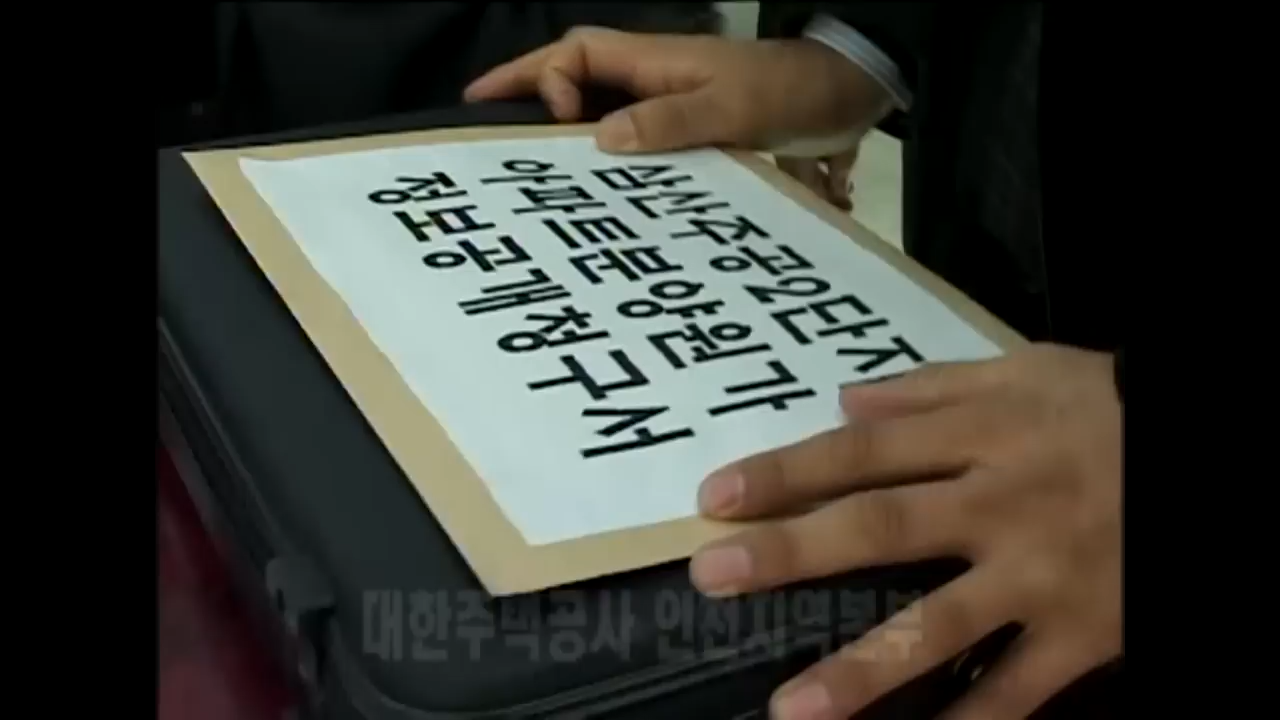 삼산주공2단지
아파트분양원가
정보공개청구서
대한주택공사 인천지역본부